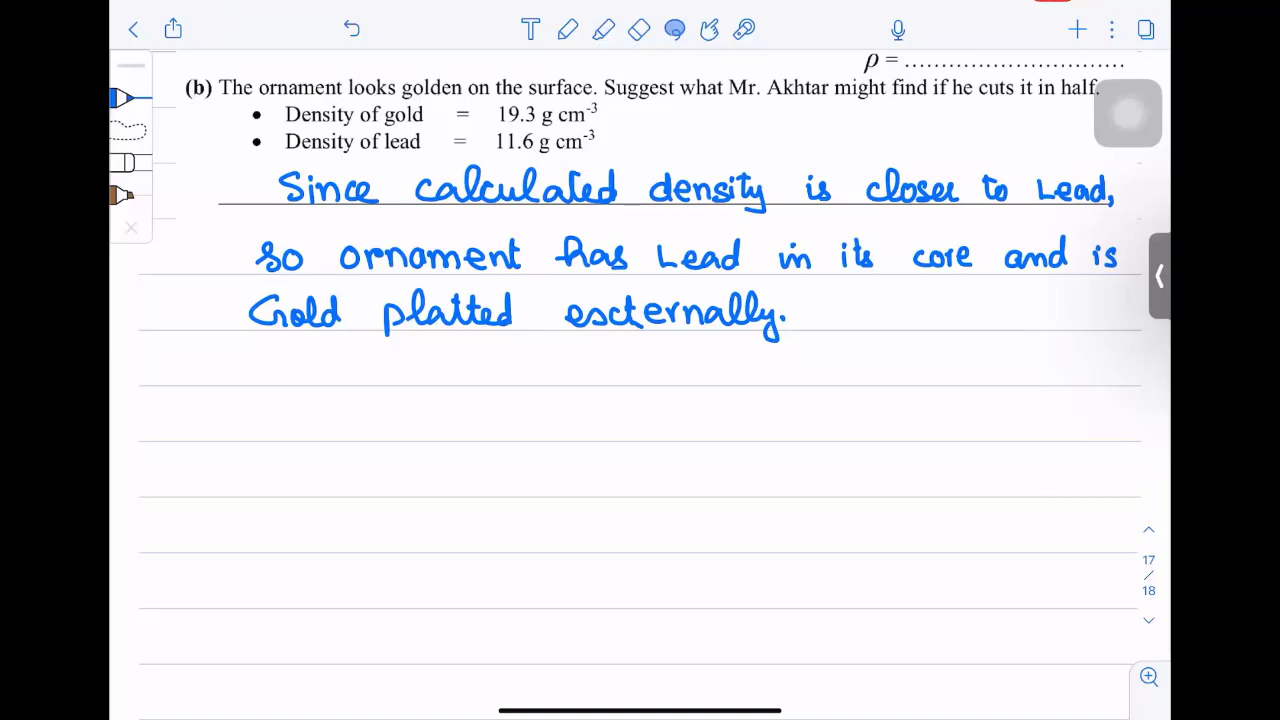 ρ = ..............................
(b) The ornament looks golden on the surface. Suggest what Mr. Akhtar might find if he cuts it in half.
• Density of gold = 19.3 g cm⁻³
• Density of lead = 11.6 g cm⁻³
Since calculated density is closer to Lead,
so ornament has Lead in its core and is
Gold platted externally.
17
/
18